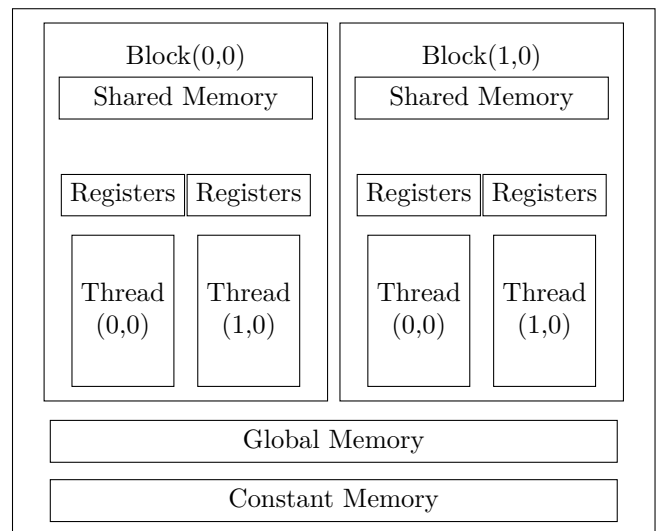 Block(0,0)
Shared Memory
Registers
Registers
Thread
(0,0)
Thread
(1,0)
Block(1,0)
Shared Memory
Registers
Registers
Thread
(0,0)
Thread
(1,0)
Global Memory
Constant Memory